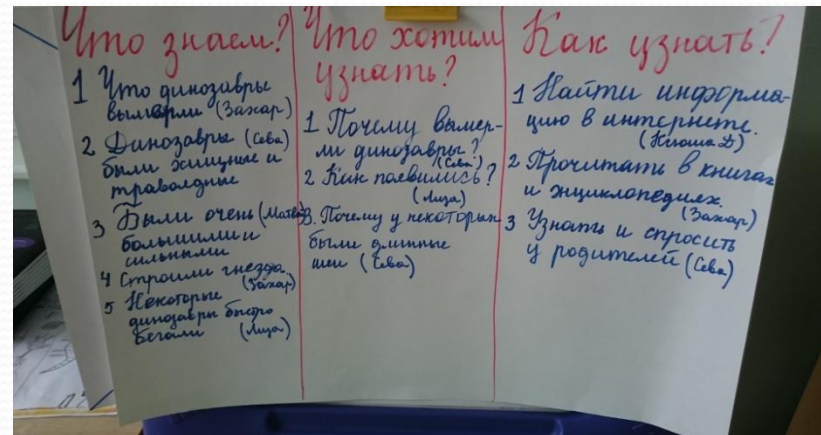 Что знаем?
1 Что динозавры
вымерли (Захар)
2 Динозавры (Сева)
были хищные и
травоядные
3 Были очень (Матвей)
большими и
сильными
4 Строили гнезда.
(Захар)
5 Некоторые
динозавры быстро
бегали (Лиза)
Что хотим
узнать?
1 Почему вымер-
ли динозавры?
(Сева)
2 Как появились?
(Лиза)
3. Почему у некоторых
были длинные
шеи (Сева)
Как узнать?
1 Найти информа-
цию в интернете.
(Ксюша Д)
2 Прочитать в книгах
и энциклопедиях.
(Захар)
3 Узнать и спросить
у родителей (Сева)